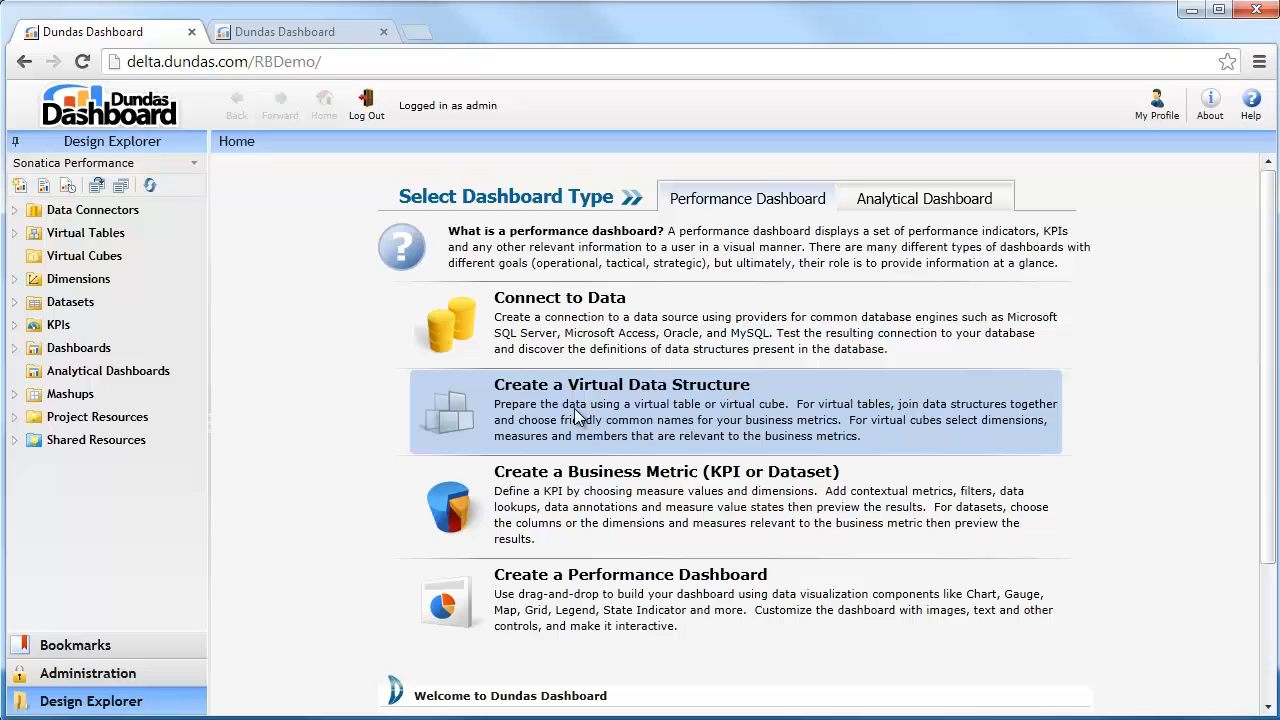 Dundas Dashboard
Dundas Dashboard
delta.dundas.com/RBDemo/
Dundas
Dashboard
Back
Forward
Home
Log Out
Logged in as admin
My Profile
About
Help
Design Explorer
Home
Sonatica Performance
Data Connectors
Virtual Tables
Virtual Cubes
Dimensions
Datasets
KPIs
Dashboards
Analytical Dashboards
Mashups
Project Resources
Shared Resources
Bookmarks
Administration
Design Explorer
Select Dashboard Type
Performance Dashboard
Analytical Dashboard
What is a performance dashboard? A performance dashboard displays a set of performance indicators, KPIs
and any other relevant information to a user in a visual manner. There are many different types of dashboards with
different goals (operational, tactical, strategic), but ultimately, their role is to provide information at a glance.
Connect to Data
Create a connection to a data source using providers for common database engines such as Microsoft
SQL Server, Microsoft Access, Oracle, and MySQL. Test the resulting connection to your database
and discover the definitions of data structures present in the database.
Create a Virtual Data Structure
Prepare the data using a virtual table or virtual cube. For virtual tables, join data structures together
and choose friendly common names for your business metrics. For virtual cubes select dimensions,
measures and members that are relevant to the business metrics.
Create a Business Metric (KPI or Dataset)
Define a KPI by choosing measure values and dimensions. Add contextual metrics, filters, data
lookups, data annotations and measure value states then preview the results. For datasets, choose
the columns or the dimensions and measures relevant to the business metric then preview the
results.
Create a Performance Dashboard
Use drag-and-drop to build your dashboard using data visualization components like Chart, Gauge,
Map, Grid, Legend, State Indicator and more. Customize the dashboard with images, text and other
controls, and make it interactive.
Welcome to Dundas Dashboard